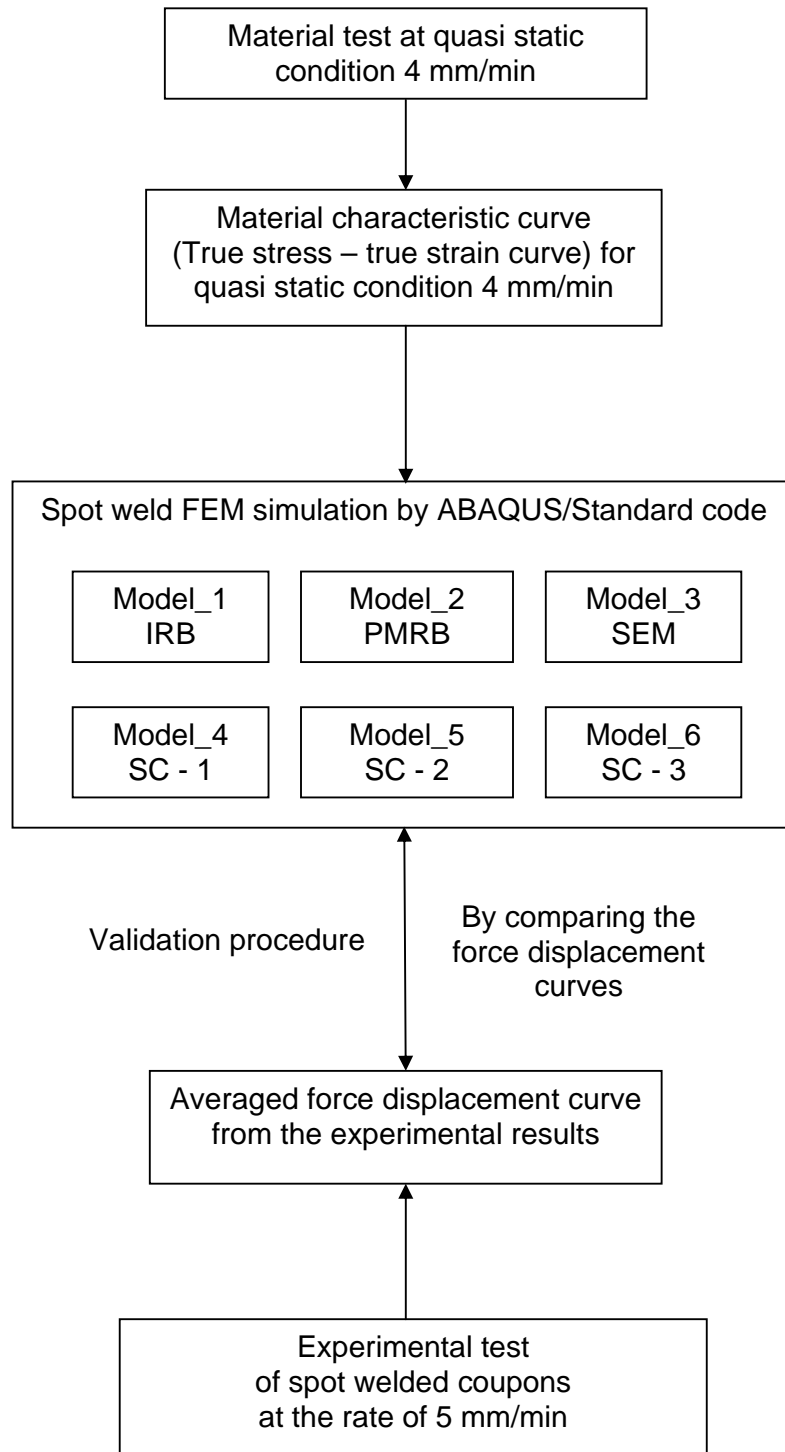 Material test at quasi static
condition 4 mm/min
Material characteristic curve
(True stress – true strain curve) for
quasi static condition 4 mm/min
Spot weld FEM simulation by ABAQUS/Standard code
Model_1
IRB
Model_2
PMRB
Model_3
SEM
Model_4
SC - 1
Model_5
SC - 2
Model_6
SC - 3
Validation procedure
By comparing the
force displacement
curves
Averaged force displacement curve
from the experimental results
Experimental test
of spot welded coupons
at the rate of 5 mm/min